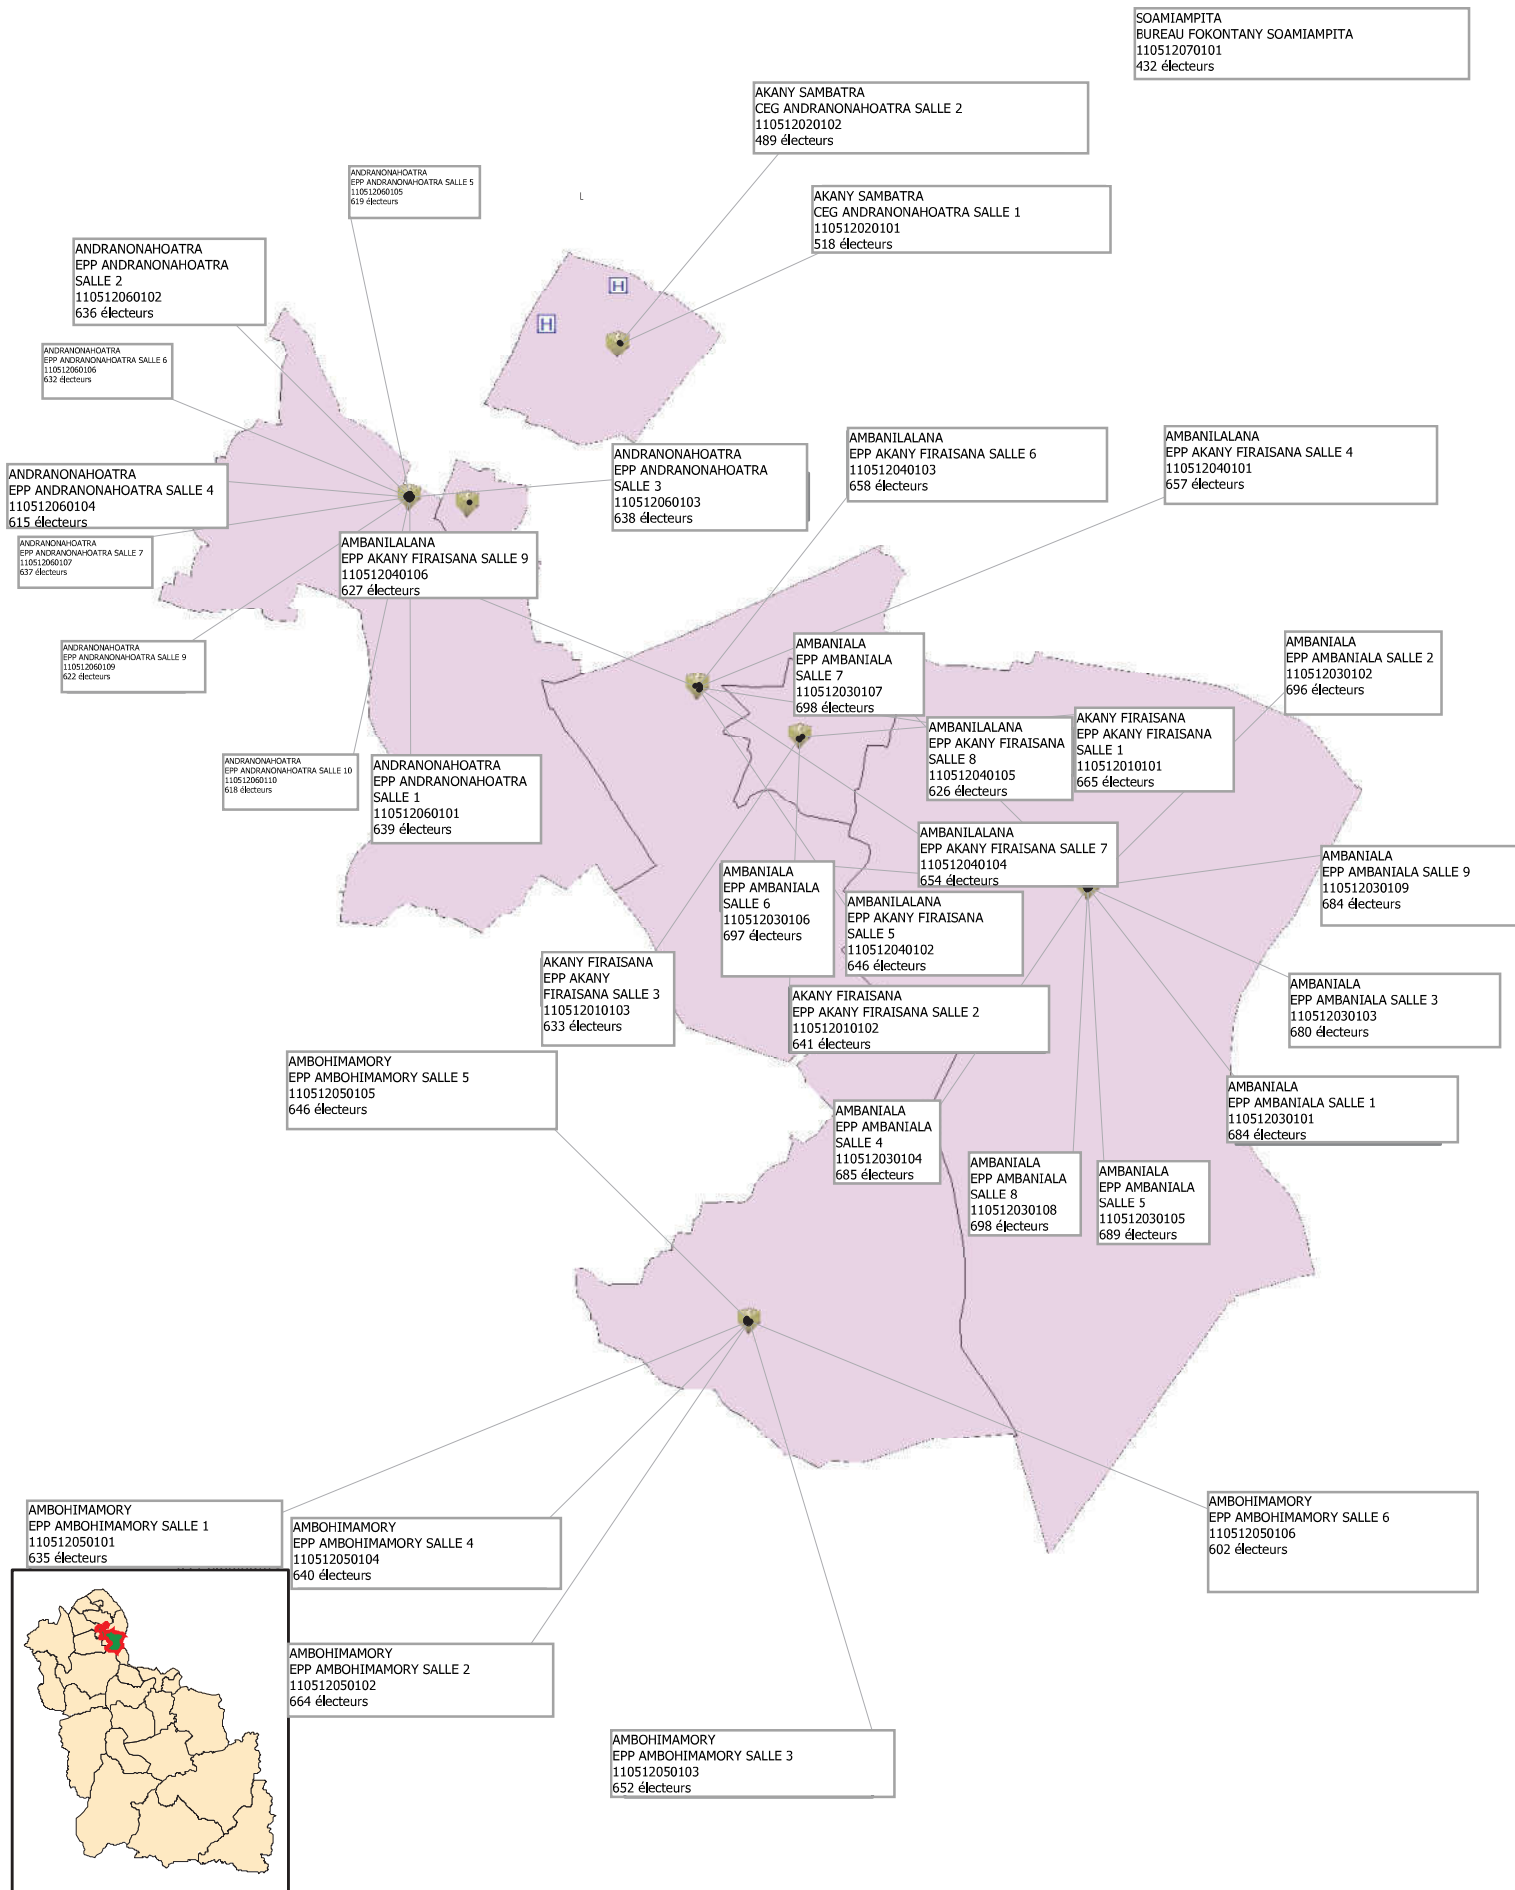 SOAMIAMPITA
BUREAU FOKONTANY SOAMIAMPITA
110512070101
432 électeurs
AKANY SAMBATRA
CEG ANDRANONAHOATRA SALLE 2
110512020102
489 électeurs
ANDRANONAHOATRA
EPP ANDRANONAHOATRA SALLE 5
110512060105
619 électeurs
L
AKANY SAMBATRA
CEG ANDRANONAHOATRA SALLE 1
110512020101
518 électeurs
ANDRANONAHOATRA
EPP ANDRANONAHOATRA
SALLE 2
110512060102
636 électeurs
H
H
ANDRANONAHOATRA
EPP ANDRANONAHOATRA SALLE 6
110512060106
632 électeurs
ANDRANONAHOATRA
EPP ANDRANONAHOATRA SALLE 4
110512060104
615 électeurs
ANDRANONAHOATRA
EPP ANDRANONAHOATRA
SALLE 3
110512060103
638 électeurs
AMBANILALANA
EPP AKANY FIRAISANA SALLE 6
110512040103
658 électeurs
AMBANILALANA
EPP AKANY FIRAISANA SALLE 4
110512040101
657 électeurs
ANDRANONAHOATRA
EPP ANDRANONAHOATRA SALLE 7
110512060107
637 électeurs
AMBANILALANA
EPP AKANY FIRAISANA SALLE 9
110512040106
627 électeurs
ANDRANONAHOATRA
EPP ANDRANONAHOATRA SALLE 9
110512060109
622 électeurs
AMBANIALA
EPP AMBANIALA
SALLE 7
110512030107
698 électeurs
AMBANIALA
EPP AMBANIALA SALLE 2
110512030102
696 électeurs
AMBANILALANA
EPP AKANY FIRAISANA
SALLE 8
110512040105
626 électeurs
AKANY FIRAISANA
EPP AKANY FIRAISANA
SALLE 1
110512010101
665 électeurs
ANDRANONAHOATRA
EPP ANDRANONAHOATRA SALLE 10
110512060110
618 électeurs
ANDRANONAHOATRA
EPP ANDRANONAHOATRA
SALLE 1
110512060101
639 électeurs
AMBANILALANA
EPP AKANY FIRAISANA SALLE 7
110512040104
654 électeurs
AMBANIALA
EPP AMBANIALA SALLE 9
110512030109
684 électeurs
AMBANIALA
EPP AMBANIALA
SALLE 6
110512030106
697 électeurs
AMBANILALANA
EPP AKANY FIRAISANA
SALLE 5
110512040102
646 électeurs
AKANY FIRAISANA
EPP AKANY
FIRAISANA SALLE 3
110512010103
633 électeurs
AKANY FIRAISANA
EPP AKANY FIRAISANA SALLE 2
110512010102
641 électeurs
AMBANIALA
EPP AMBANIALA SALLE 3
110512030103
680 électeurs
AMBOHIMAMORY
EPP AMBOHIMAMORY SALLE 5
110512050105
646 électeurs
AMBANIALA
EPP AMBANIALA SALLE 1
110512030101
684 électeurs
AMBANIALA
EPP AMBANIALA
SALLE 4
110512030104
685 électeurs
AMBANIALA
EPP AMBANIALA
SALLE 8
110512030108
698 électeurs
AMBANIALA
EPP AMBANIALA
SALLE 5
110512030105
689 électeurs
AMBOHIMAMORY
EPP AMBOHIMAMORY SALLE 1
110512050101
635 électeurs
AMBOHIMAMORY
EPP AMBOHIMAMORY SALLE 4
110512050104
640 électeurs
AMBOHIMAMORY
EPP AMBOHIMAMORY SALLE 6
110512050106
602 électeurs
AMBOHIMAMORY
EPP AMBOHIMAMORY SALLE 2
110512050102
664 électeurs
AMBOHIMAMORY
EPP AMBOHIMAMORY SALLE 3
110512050103
652 électeurs